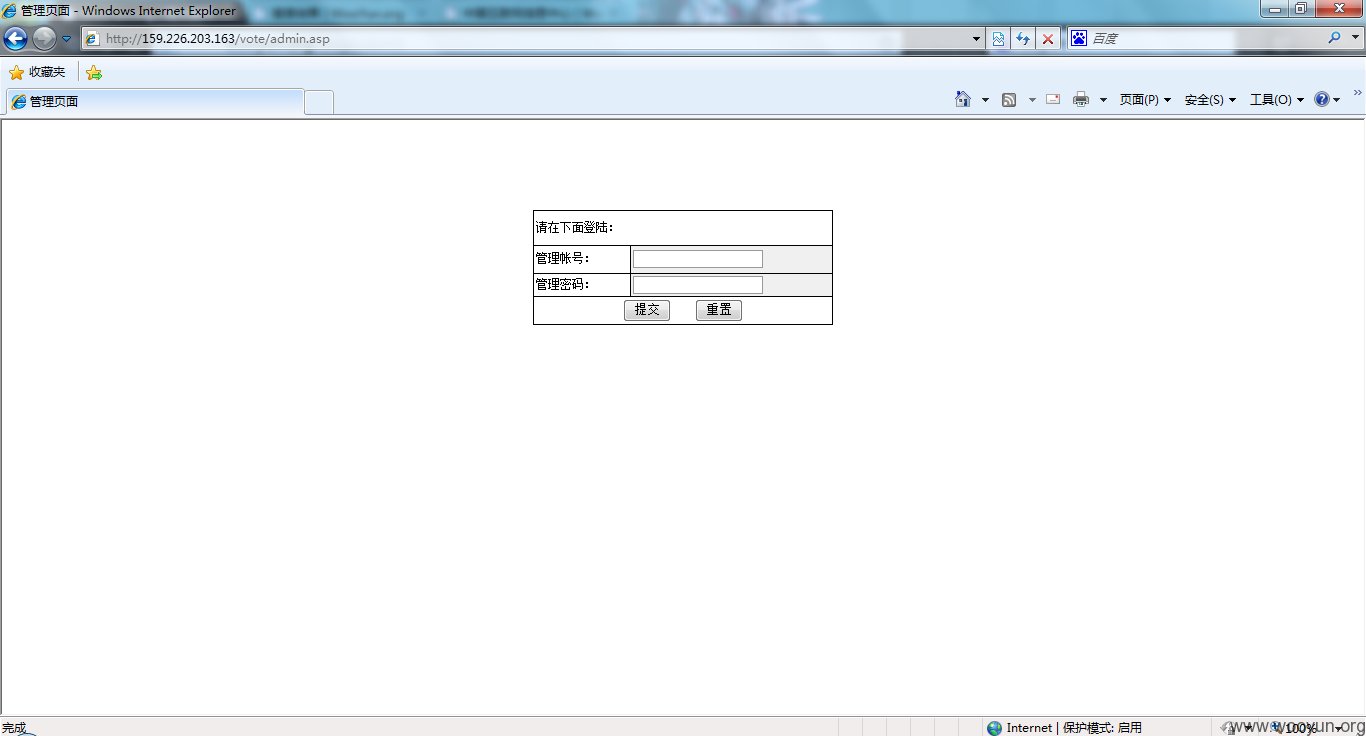 管理页面 - Windows Internet Explorer
http://159.226.203.163/vote/admin.asp
百度
收藏夹
管理页面
页面(P)
安全(S)
工具(O)
请在下面登陆：
管理帐号：
管理密码：
提交 重置
完成
Internet | 保护模式: 启用
100%
www.wooyun.org